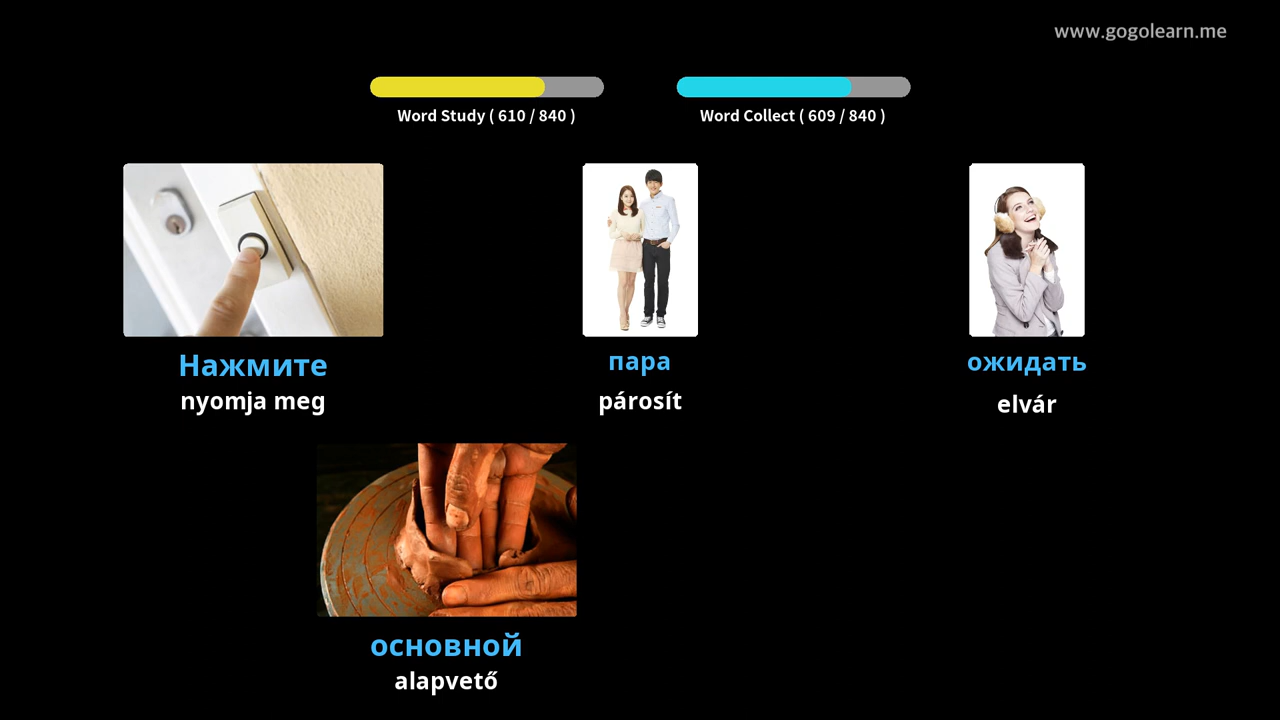 www.gogolearn.me
Word Study ( 610 / 840 )
Word Collect ( 609 / 840 )
Нажмите
nyomja meg
пара
párosít
ожидать
elvár
основной
alapvető